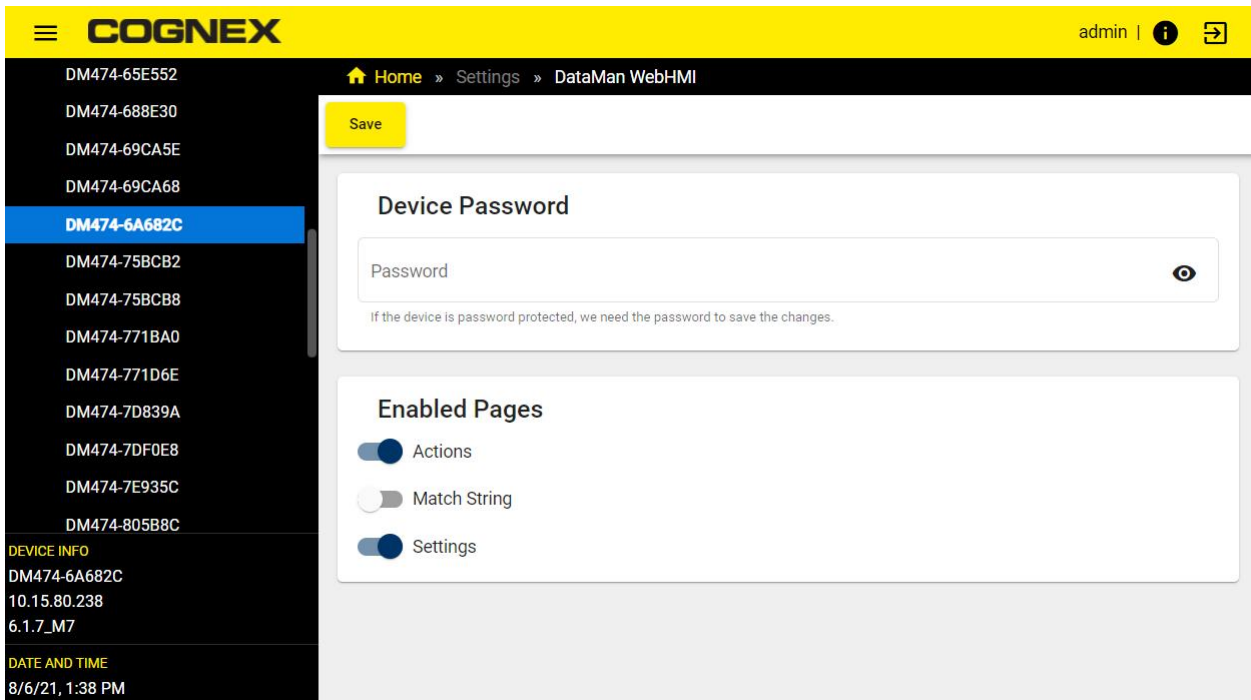 COGNEX
admin |
DM474-65E552
DM474-688E30
DM474-69CA5E
DM474-69CA68
DM474-6A682C
DM474-75BCB2
DM474-75BCB8
DM474-771BA0
DM474-771D6E
DM474-7D839A
DM474-7DF0E8
DM474-7E935C
DM474-805B8C
DEVICE INFO
DM474-6A682C
10.15.80.238
6.1.7_M7
DATE AND TIME
8/6/21, 1:38 PM
Home » Settings » DataMan WebHMI
Save
Device Password
Password
If the device is password protected, we need the password to save the changes.
Enabled Pages
Actions
Match String
Settings